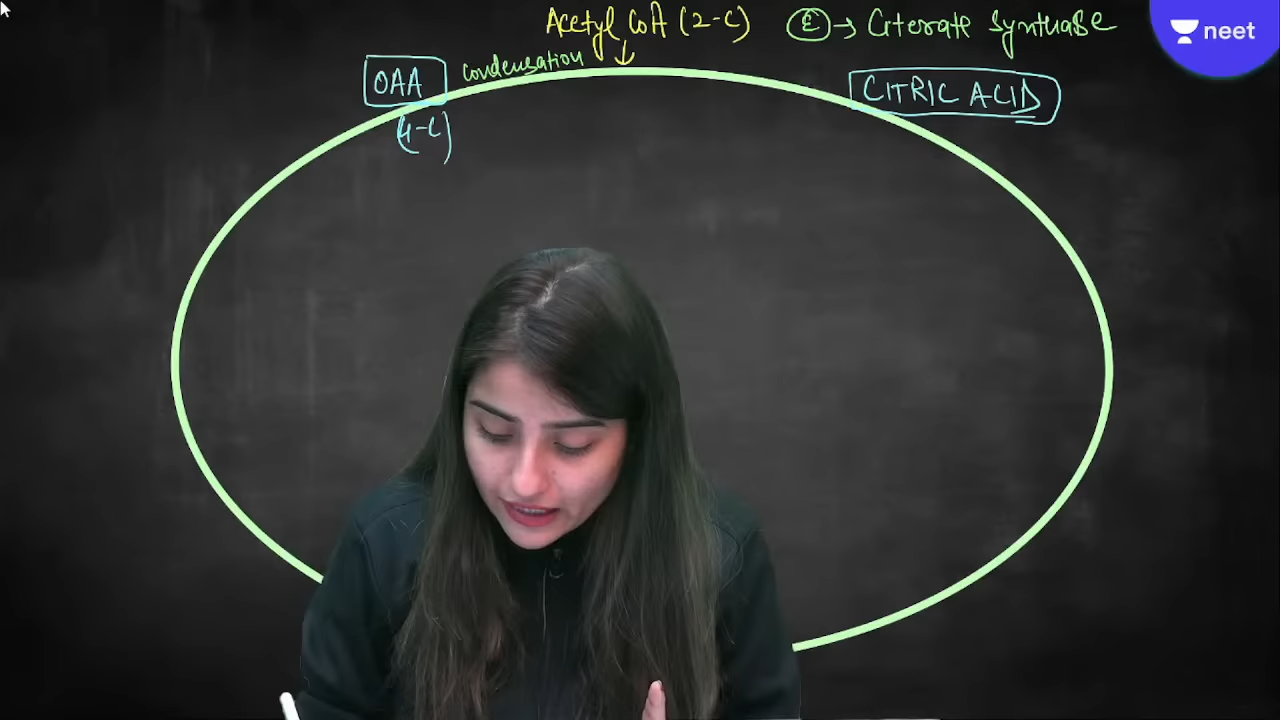 Acetyl CoA (2-C) Ⓔ → Citerate Synthase
neet
OAA condensation ↓ CITRIC ACID
(4-C)